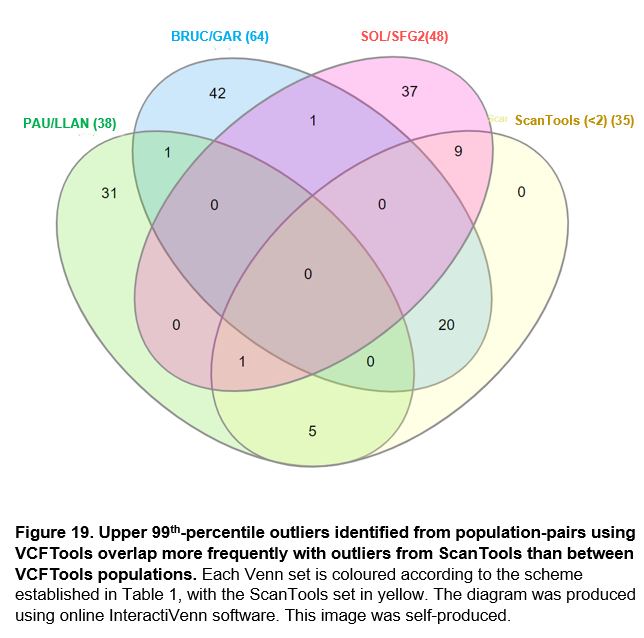 BRUC/GAR (64)
SOL/SFG2(48)
PAU/LLAN (38)
Scar
ScanTools (<2) (35)
42
37
1
1
9
31
0
0
0
0
0
20
1
0
5
Figure 19. Upper 99th-percentile outliers identified from population-pairs using
VCFTools overlap more frequently with outliers from ScanTools than between
VCFTools populations. Each Venn set is coloured according to the scheme
established in Table 1, with the ScanTools set in yellow. The diagram was produced
using online InteractiVenn software. This image was self-produced.